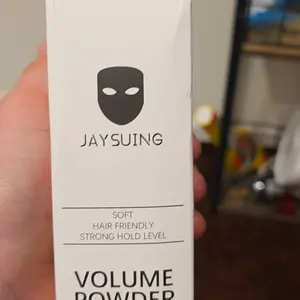 JAYSUING
SOFT
HAIR FRIENDLY
STRONG HOLD LEVEL
VOLUME
POWDER